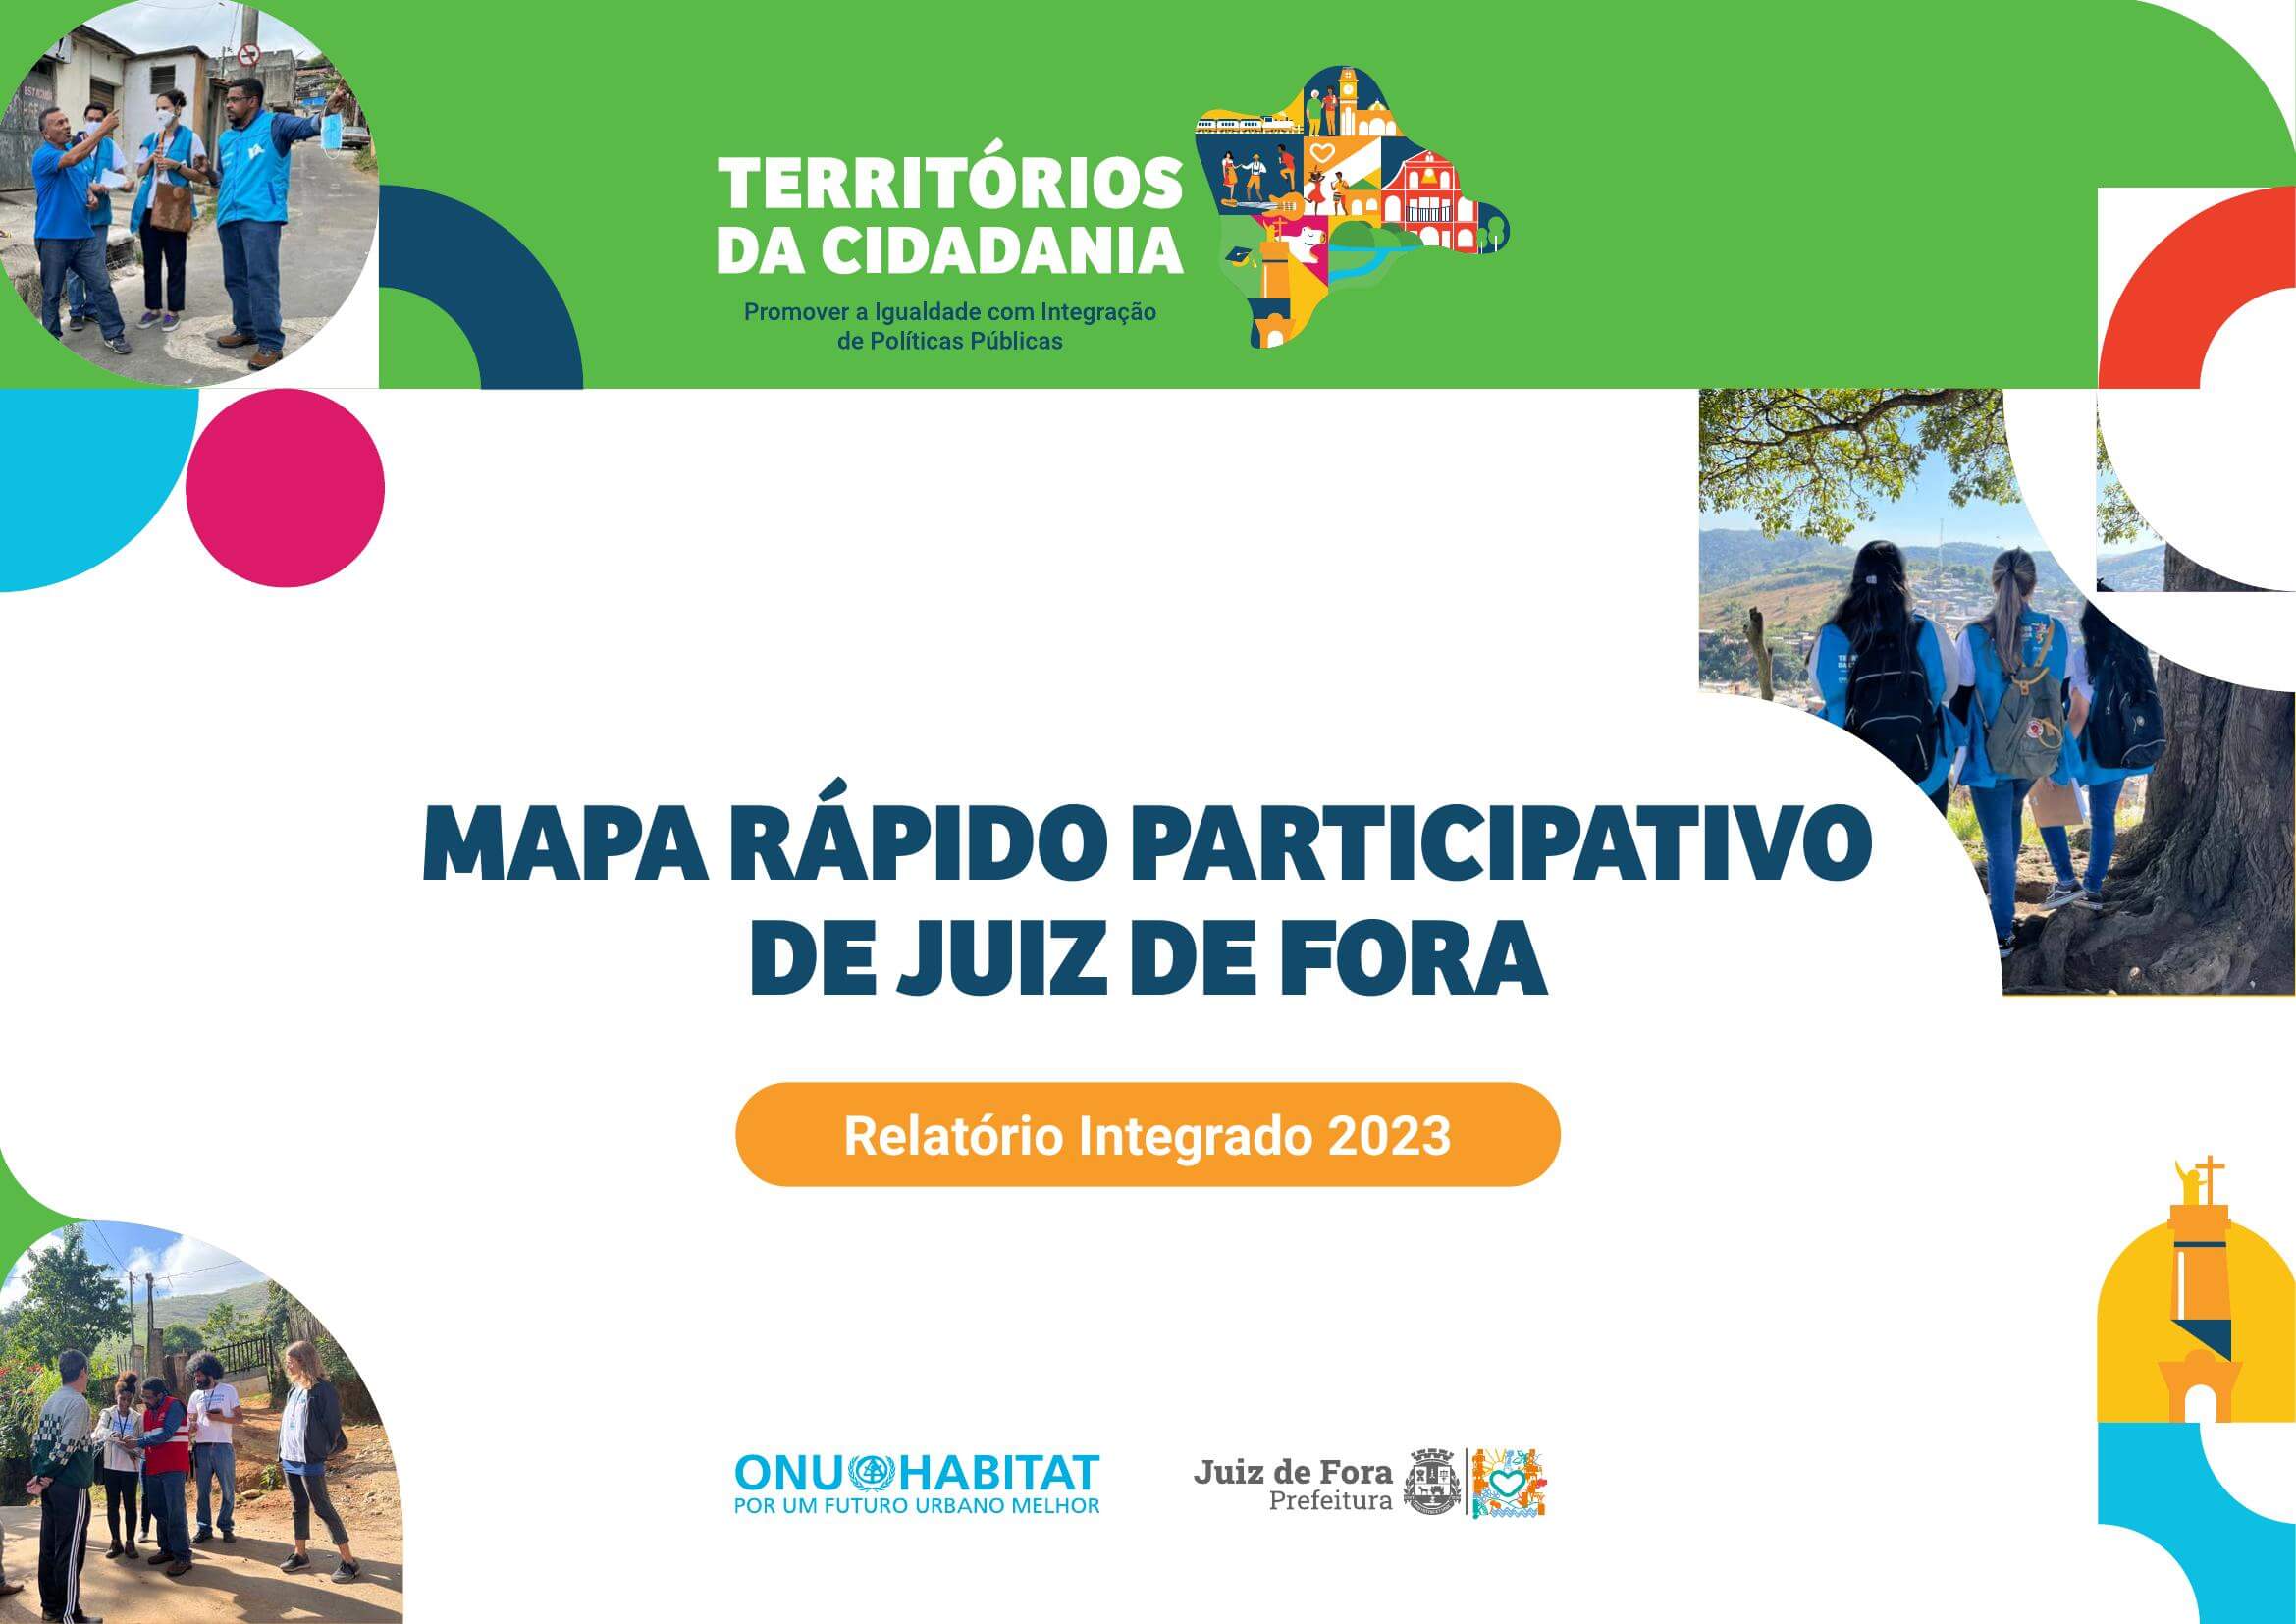 TERRITÓRIOS
DA CIDADANIA
Promover a Igualdade com Integração
de Políticas Públicas
MAPA RÁPIDO PARTICIPATIVO
DE JUIZ DE FORA
Relatório Integrado 2023
ONU HABITAT
POR UM FUTURO URBANO MELHOR
Juiz de Fora
Prefeitura